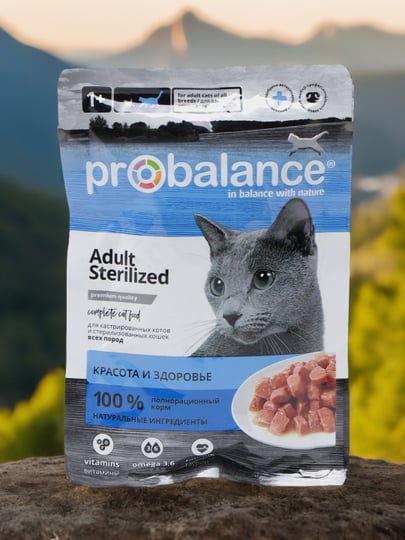 1+
for adult cats of all
breeds / для вз
probalance®
in balance with nature
Adult
Sterilized
premium quality
complete cat food
для кастрированных котов
и стерилизованных кошек
всех пород
КРАСОТА И ЗДОРОВЬЕ
100 % полнорационный
корм
НАТУРАЛЬНЫЕ ИНГРЕДИЕНТЫ
vitamins
витамины
omega 3,6